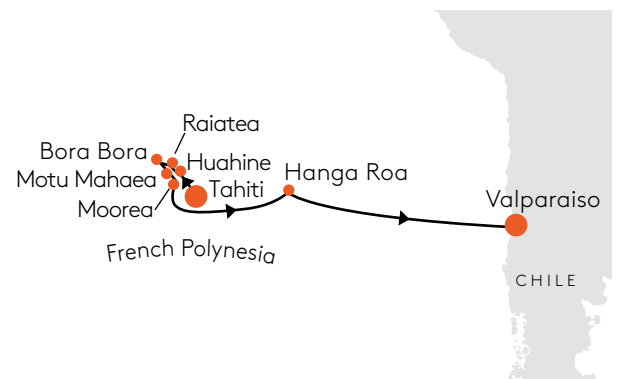 Raiatea
Bora Bora
Huahine
Motu Mahaea
Tahiti
Hanga Roa
Moorea
Valparaiso
French Polynesia
CHILE